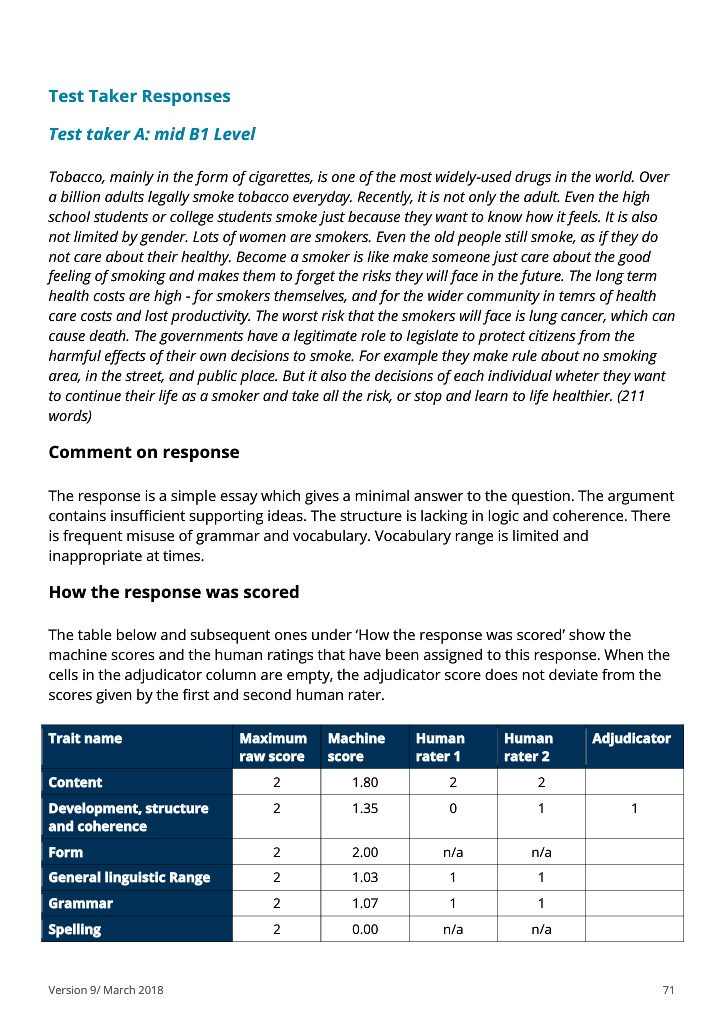 Test Taker Responses
Test taker A: mid B1 Level
Tobacco, mainly in the form of cigarettes, is one of the most widely-used drugs in the world. Over
a billion adults legally smoke tobacco everyday. Recently, it is not only the adult. Even the high
school students or college students smoke just because they want to know how it feels. It is also
not limited by gender. Lots of women are smokers. Even the old people still smoke, as if they do
not care about their healthy. Become a smoker is like make someone just care about the good
feeling of smoking and makes them to forget the risks they will face in the future. The long term
health costs are high - for smokers themselves, and for the wider community in temrs of health
care costs and lost productivity. The worst risk that the smokers will face is lung cancer, which can
cause death. The governments have a legitimate role to legislate to protect citizens from the
harmful effects of their own decisions to smoke. For example they make rule about no smoking
area, in the street, and public place. But it also the decisions of each individual wheter they want
to continue their life as a smoker and take all the risk, or stop and learn to life healthier. (211
words)
Comment on response
The response is a simple essay which gives a minimal answer to the question. The argument
contains insufficient supporting ideas. The structure is lacking in logic and coherence. There
is frequent misuse of grammar and vocabulary. Vocabulary range is limited and
inappropriate at times.
How the response was scored
The table below and subsequent ones under ‘How the response was scored’ show the
machine scores and the human ratings that have been assigned to this response. When the
cells in the adjudicator column are empty, the adjudicator score does not deviate from the
scores given by the first and second human rater.
Trait name Maximum Machine Human Human Adjudicator
raw score score rater 1 rater 2
Content 2 1.80 2 2
Development, structure 2 1.35 0 1 1
and coherence
Form 2 2.00 n/a n/a
General linguistic Range 2 1.03 1 1
Grammar 2 1.07 1 1
Spelling 2 0.00 n/a n/a
Version 9/ March 2018 71